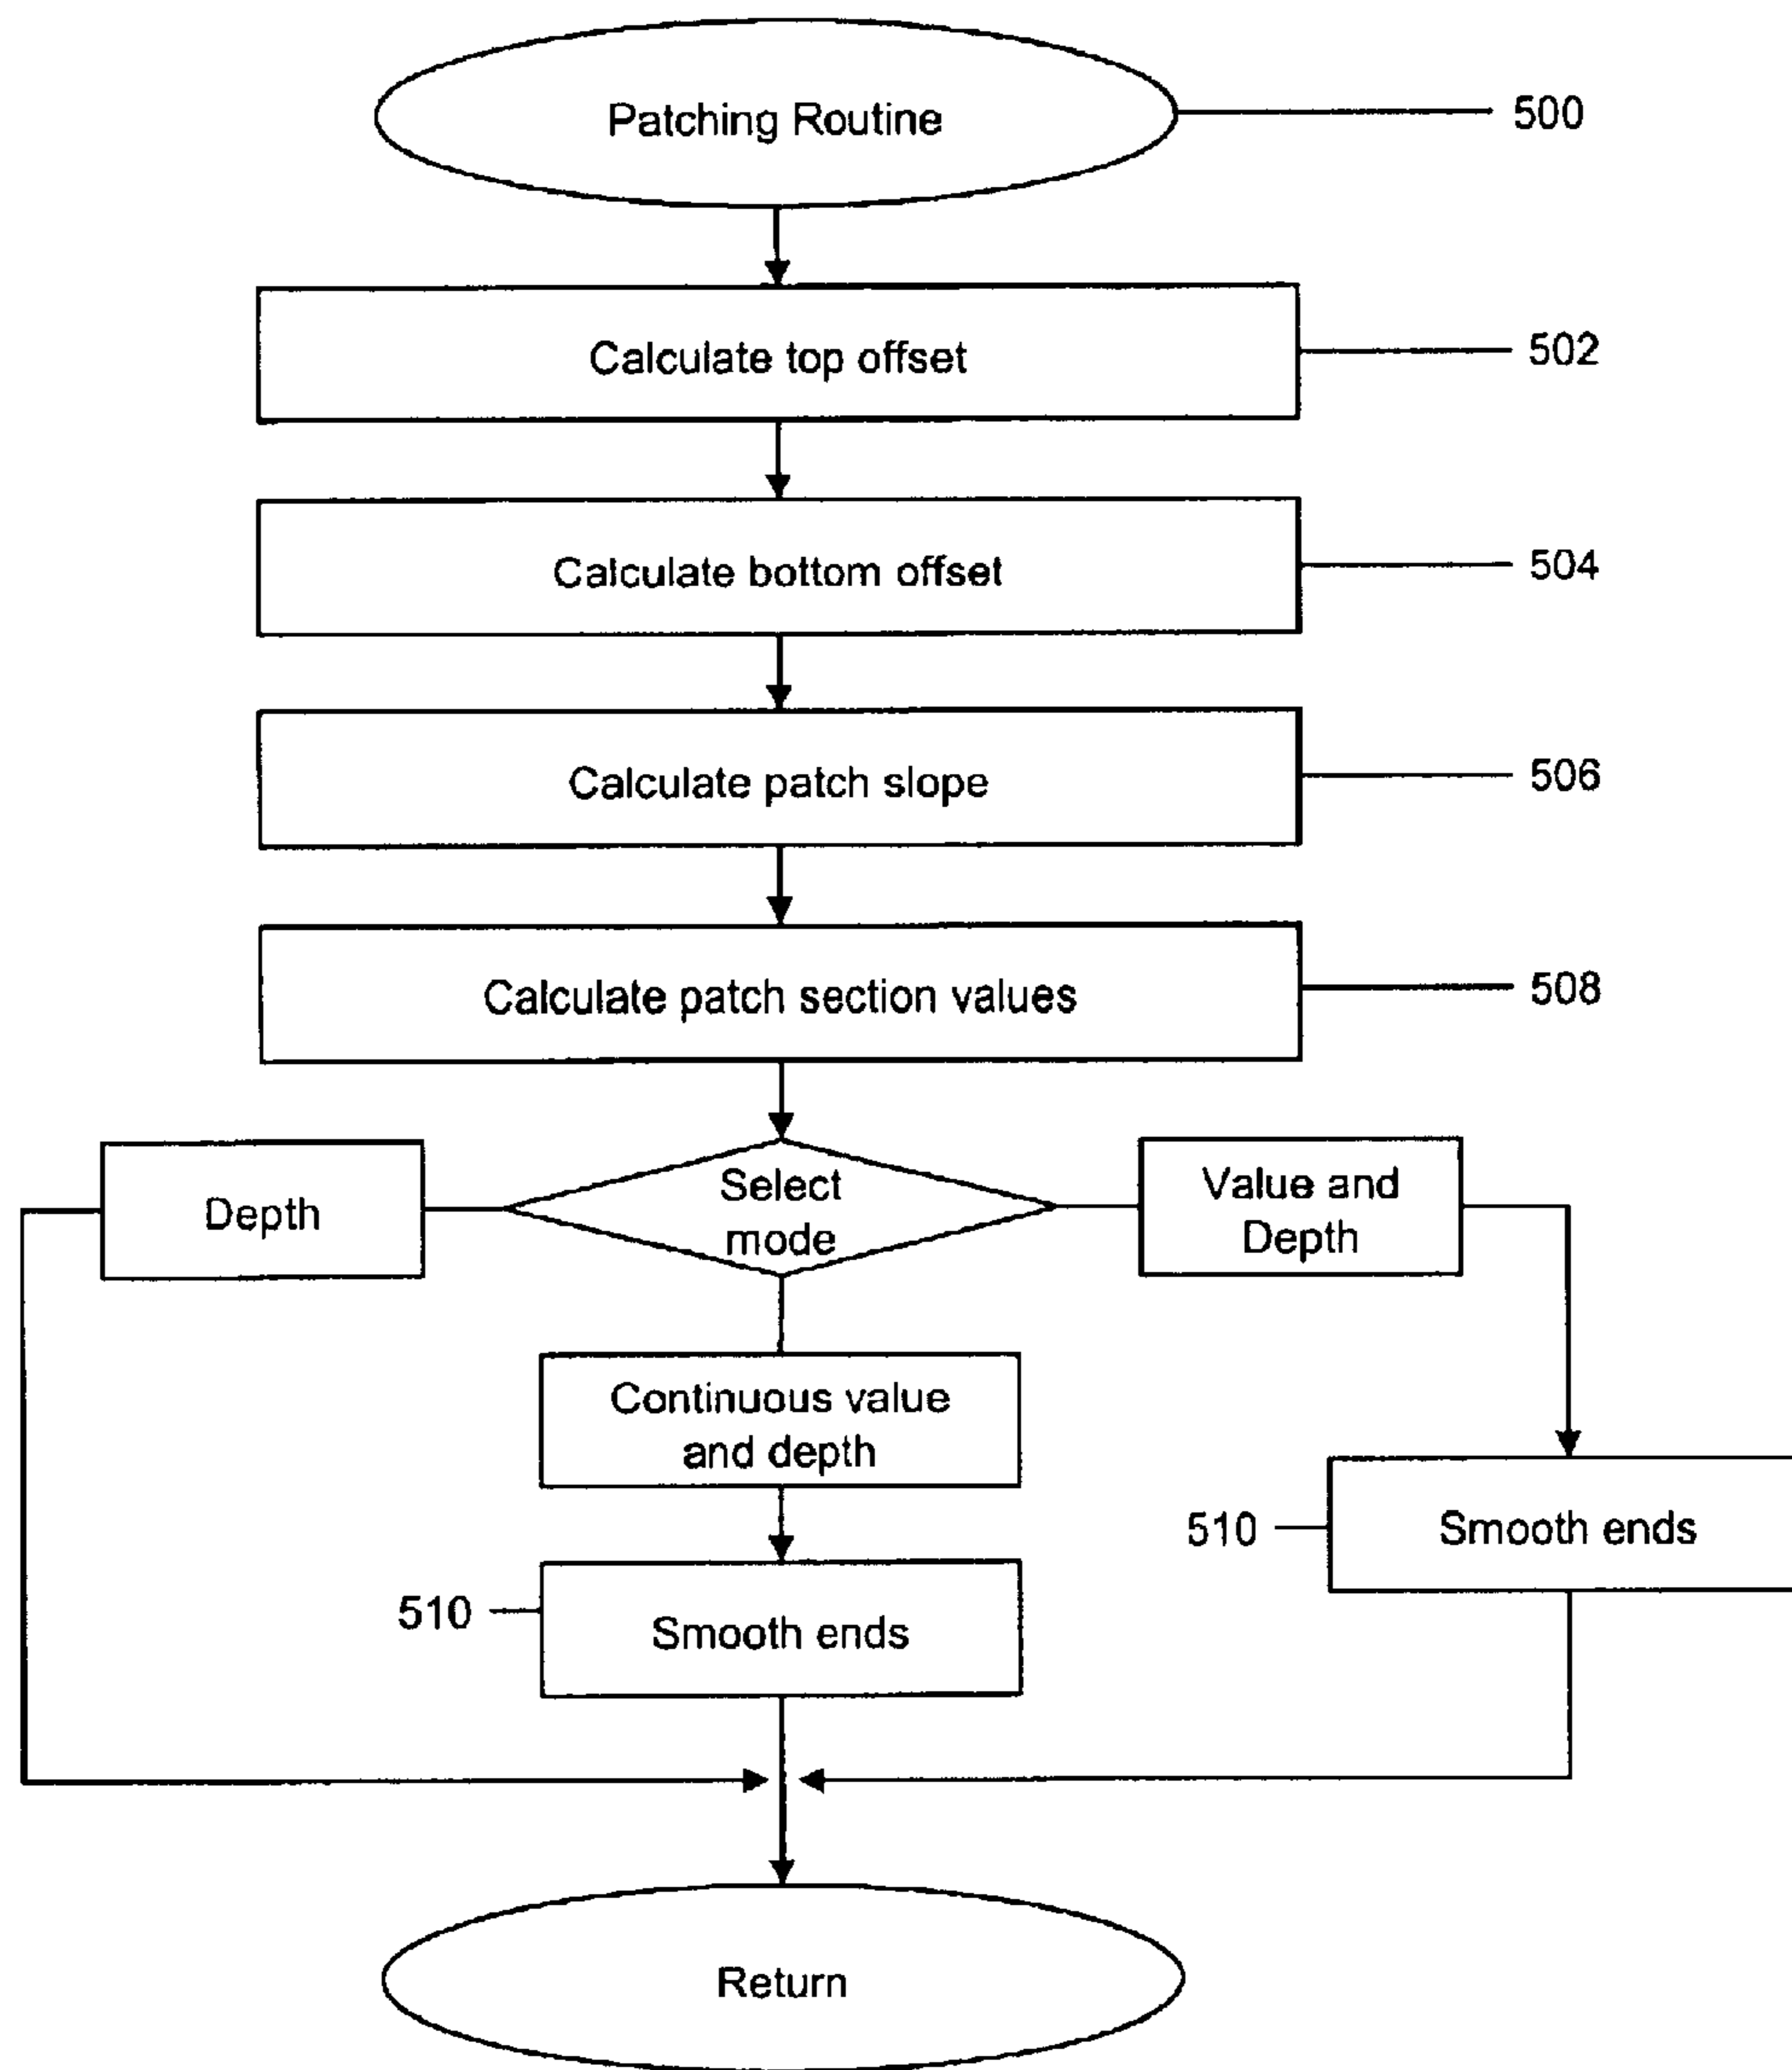 Patching Routine
500
Calculate top offset
502
Calculate bottom offset
504
Calculate patch slope
506
Calculate patch section values
508
Depth
Select
mode
Value and
Depth
Continuous value
and depth
510
Smooth ends
510
Smooth ends
Return